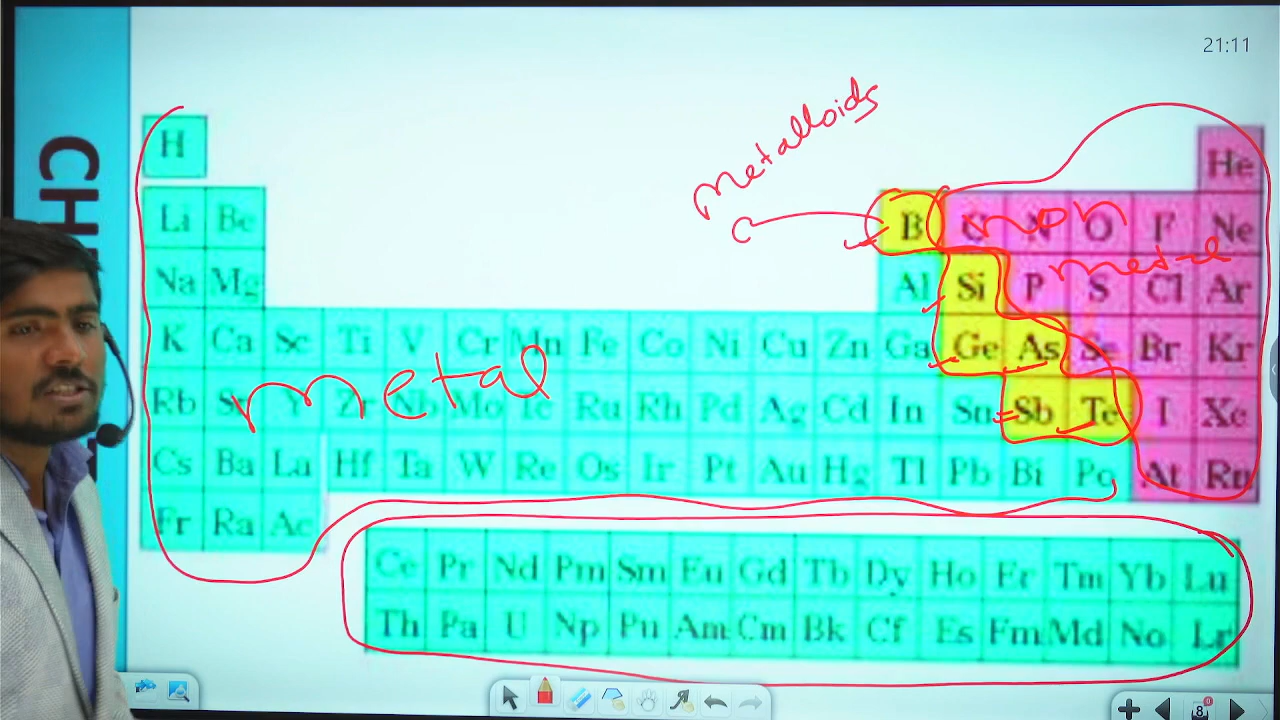 21:11
CH
metalloids
H He
Li Be B C N O F Ne
non
Na Mg Al Si P S Cl Ar
metal
K Ca Sc Ti V Cr Mn Fe Co Ni Cu Zn Ga Ge As Se Br Kr
metal
Rb Sr Y Zr Nb Mo Tc Ru Rh Pd Ag Cd In Sn Sb Te I Xe
Cs Ba La Hf Ta W Re Os Ir Pt Au Hg Tl Pb Bi Po At Rn
Fr Ra Ac
Ce Pr Nd Pm Sm Eu Gd Tb Dy Ho Er Tm Yb Lu
Th Pa U Np Pu Am Cm Bk Cf Es Fm Md No Lr
8